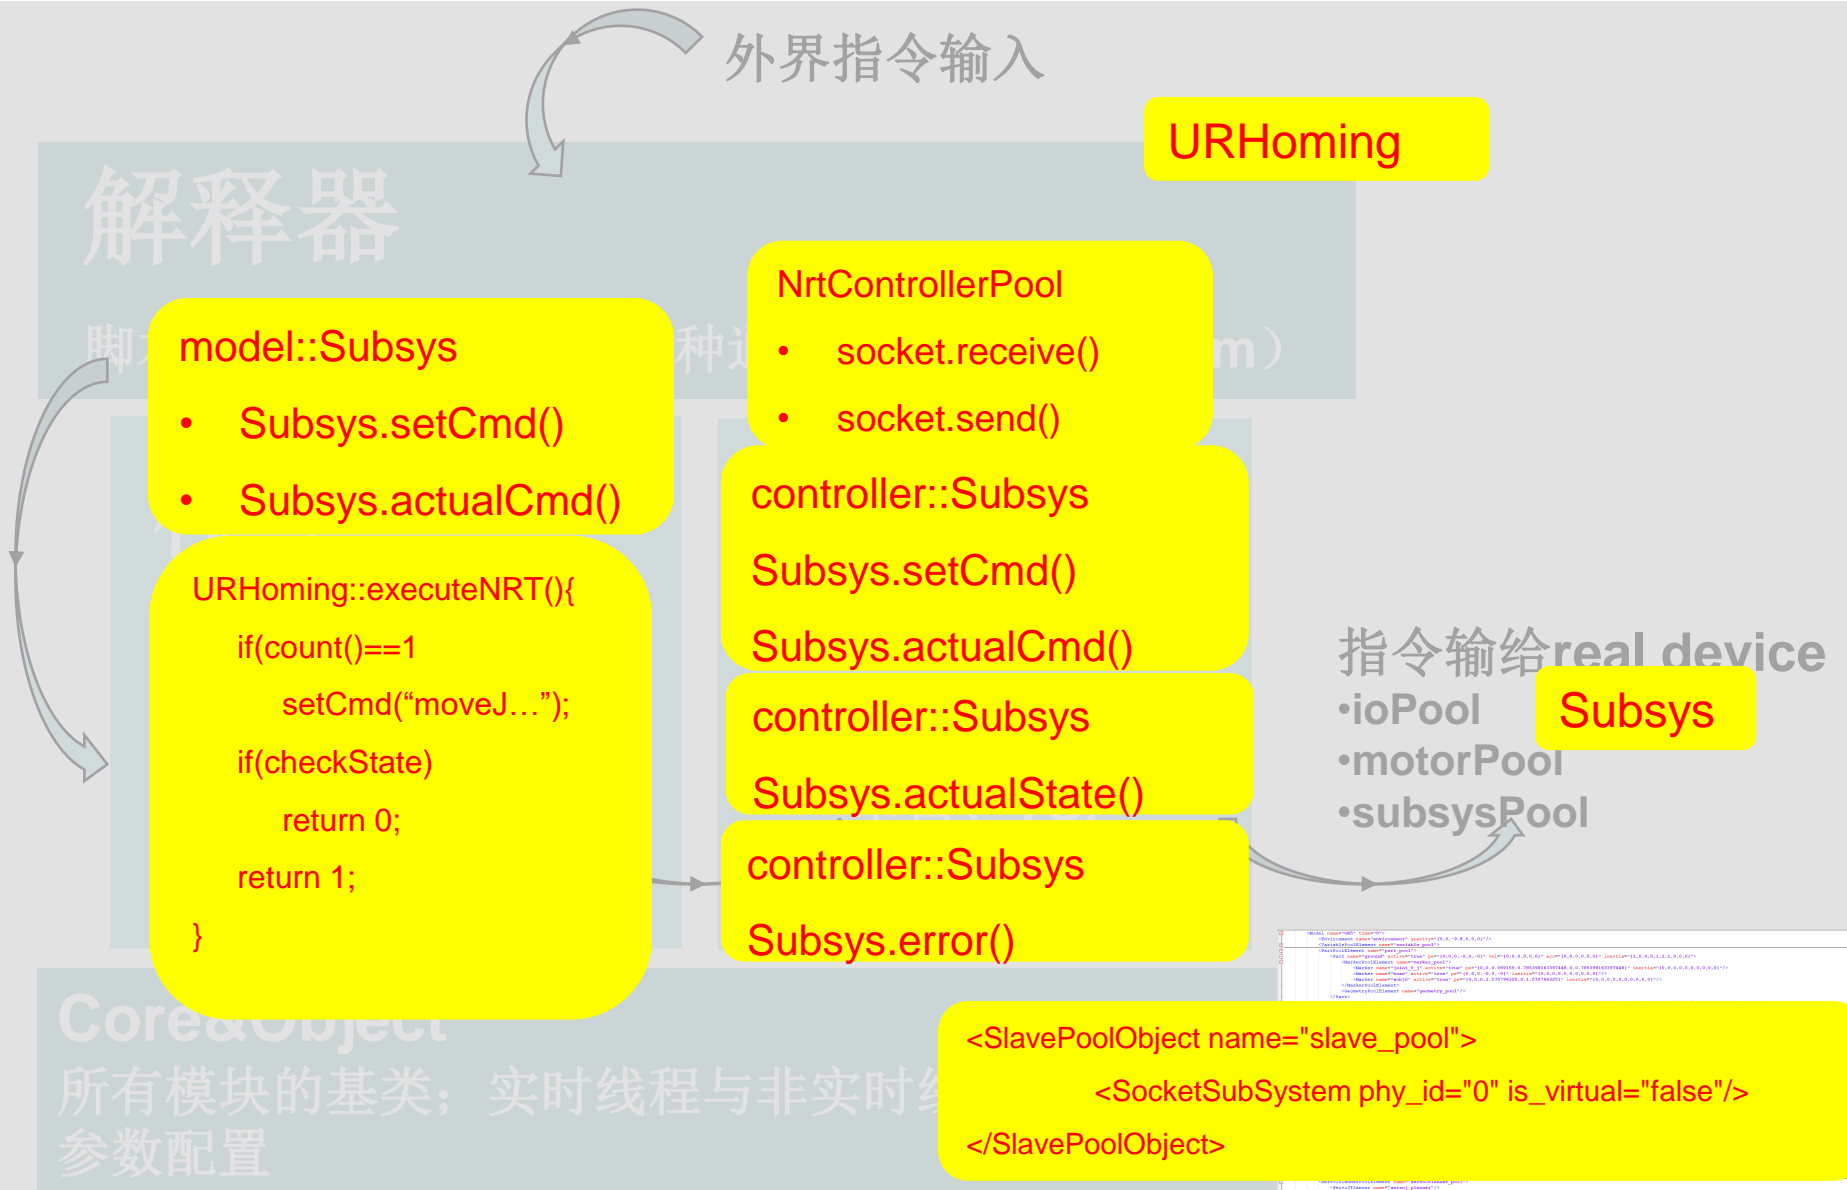 外界指令输入
URHoming
解释器
NrtControllerPool
• socket.receive()
• socket.send()
model::Subsys
• Subsys.setCmd()
• Subsys.actualCmd()
controller::Subsys
Subsys.setCmd()
Subsys.actualCmd()
controller::Subsys
Subsys.actualState()
controller::Subsys
Subsys.error()
URHoming::executeNRT(){
if(count()==1
setCmd(“moveJ…”);
if(checkState)
return 0;
return 1;
}
指令输给real device
•ioPool
•motorPool
•subsysPool
Subsys
Core&Object
所有模块的基类；实时线程与非实时
参数配置
<SlavePoolObject name="slave_pool">
<SocketSubSystem phy_id="0" is_virtual="false"/>
</SlavePoolObject>